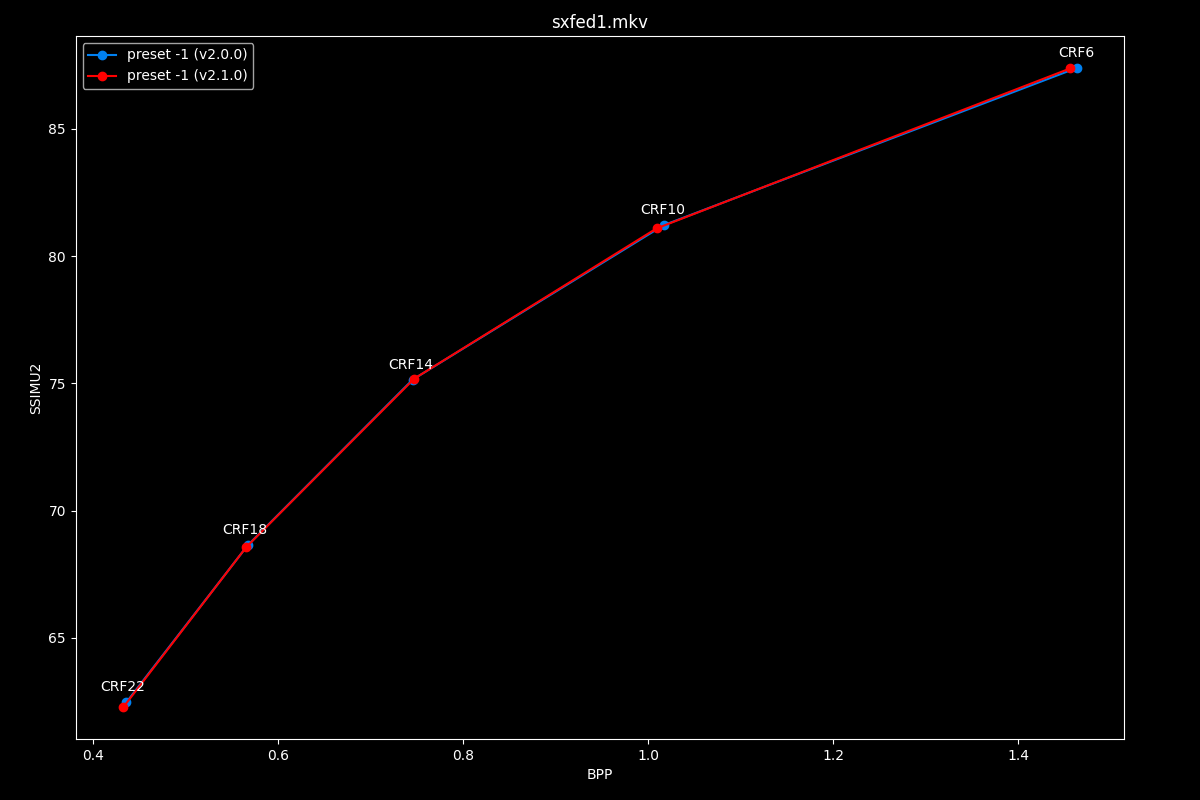 sxfed1.mkv
preset -1 (v2.0.0)
preset -1 (v2.1.0)
CRF6
CRF10
CRF14
CRF18
CRF22
85
80
75
70
65
SSIMU2
0.4
0.6
0.8
1.0
1.2
1.4
BPP